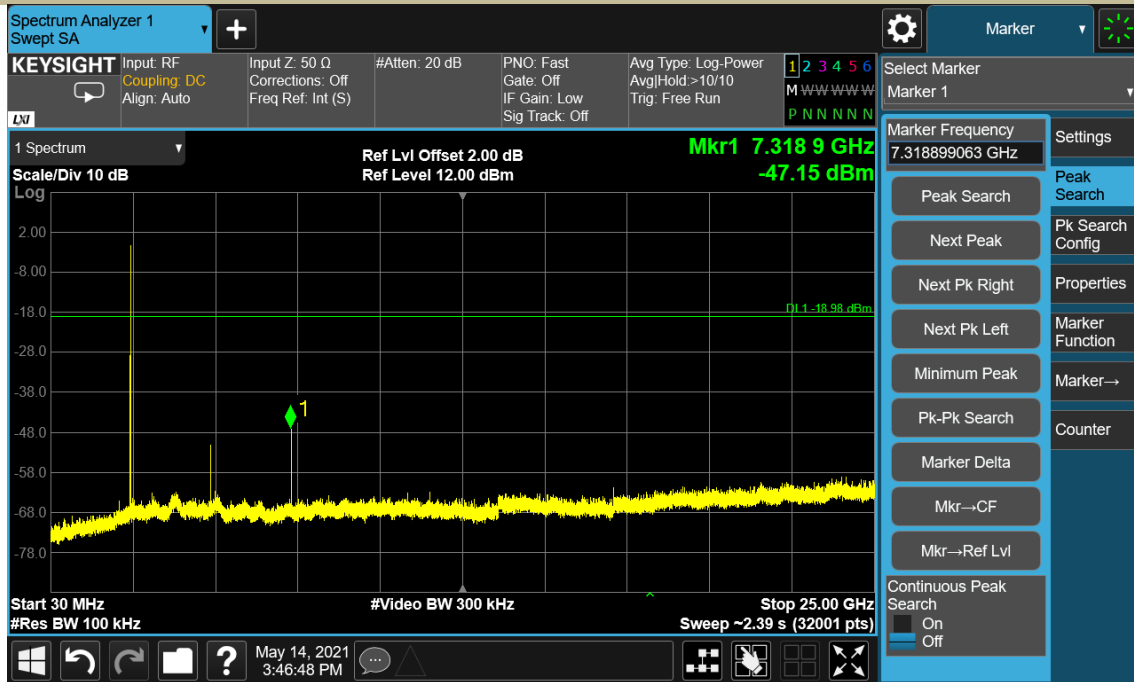 Spectrum Analyzer 1
Swept SA
+
Marker
KEYSIGHT
LXI
Input: RF
Coupling: DC
Align: Auto
Input Z: 50 Ω
Corrections: Off
Freq Ref: Int (S)
#Atten: 20 dB
PNO: Fast
Gate: Off
IF Gain: Low
Sig Track: Off
Avg Type: Log-Power
Avg|Hold:>10/10
Trig: Free Run
1 2 3 4 5 6
M W W W W W
P N N N N N
1 Spectrum
Scale/Div 10 dB
Log
Ref Lvl Offset 2.00 dB
Ref Level 12.00 dBm
Mkr1 7.318 9 GHz
-47.15 dBm
2.00
-8.00
-18.0
-28.0
-38.0
-48.0
-58.0
-68.0
-78.0
DL1 -18.98 dBm
1
Start 30 MHz
#Res BW 100 kHz
#Video BW 300 kHz
Stop 25.00 GHz
Sweep ~2.39 s (32001 pts)
Select Marker
Marker 1
Marker Frequency
7.318899063 GHz
Peak Search
Next Peak
Next Pk Right
Next Pk Left
Minimum Peak
Pk-Pk Search
Marker Delta
Mkr→CF
Mkr→Ref Lvl
Continuous Peak
Search
On
Off
Settings
Peak
Search
Pk Search
Config
Properties
Marker
Function
Marker→
Counter
?
May 14, 2021
3:46:48 PM